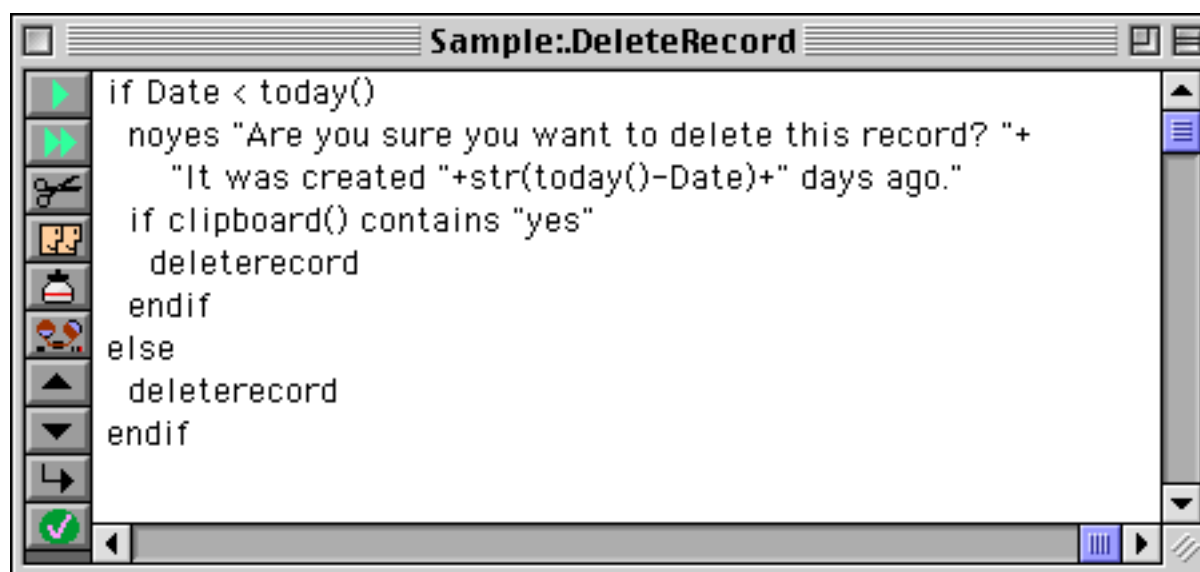 Sample:.DeleteRecord
if Date < today()
noyes "Are you sure you want to delete this record? "+
"It was created "+str(today()-Date)+" days ago."
if clipboard() contains "yes"
deleterecord
endif
else
deleterecord
endif